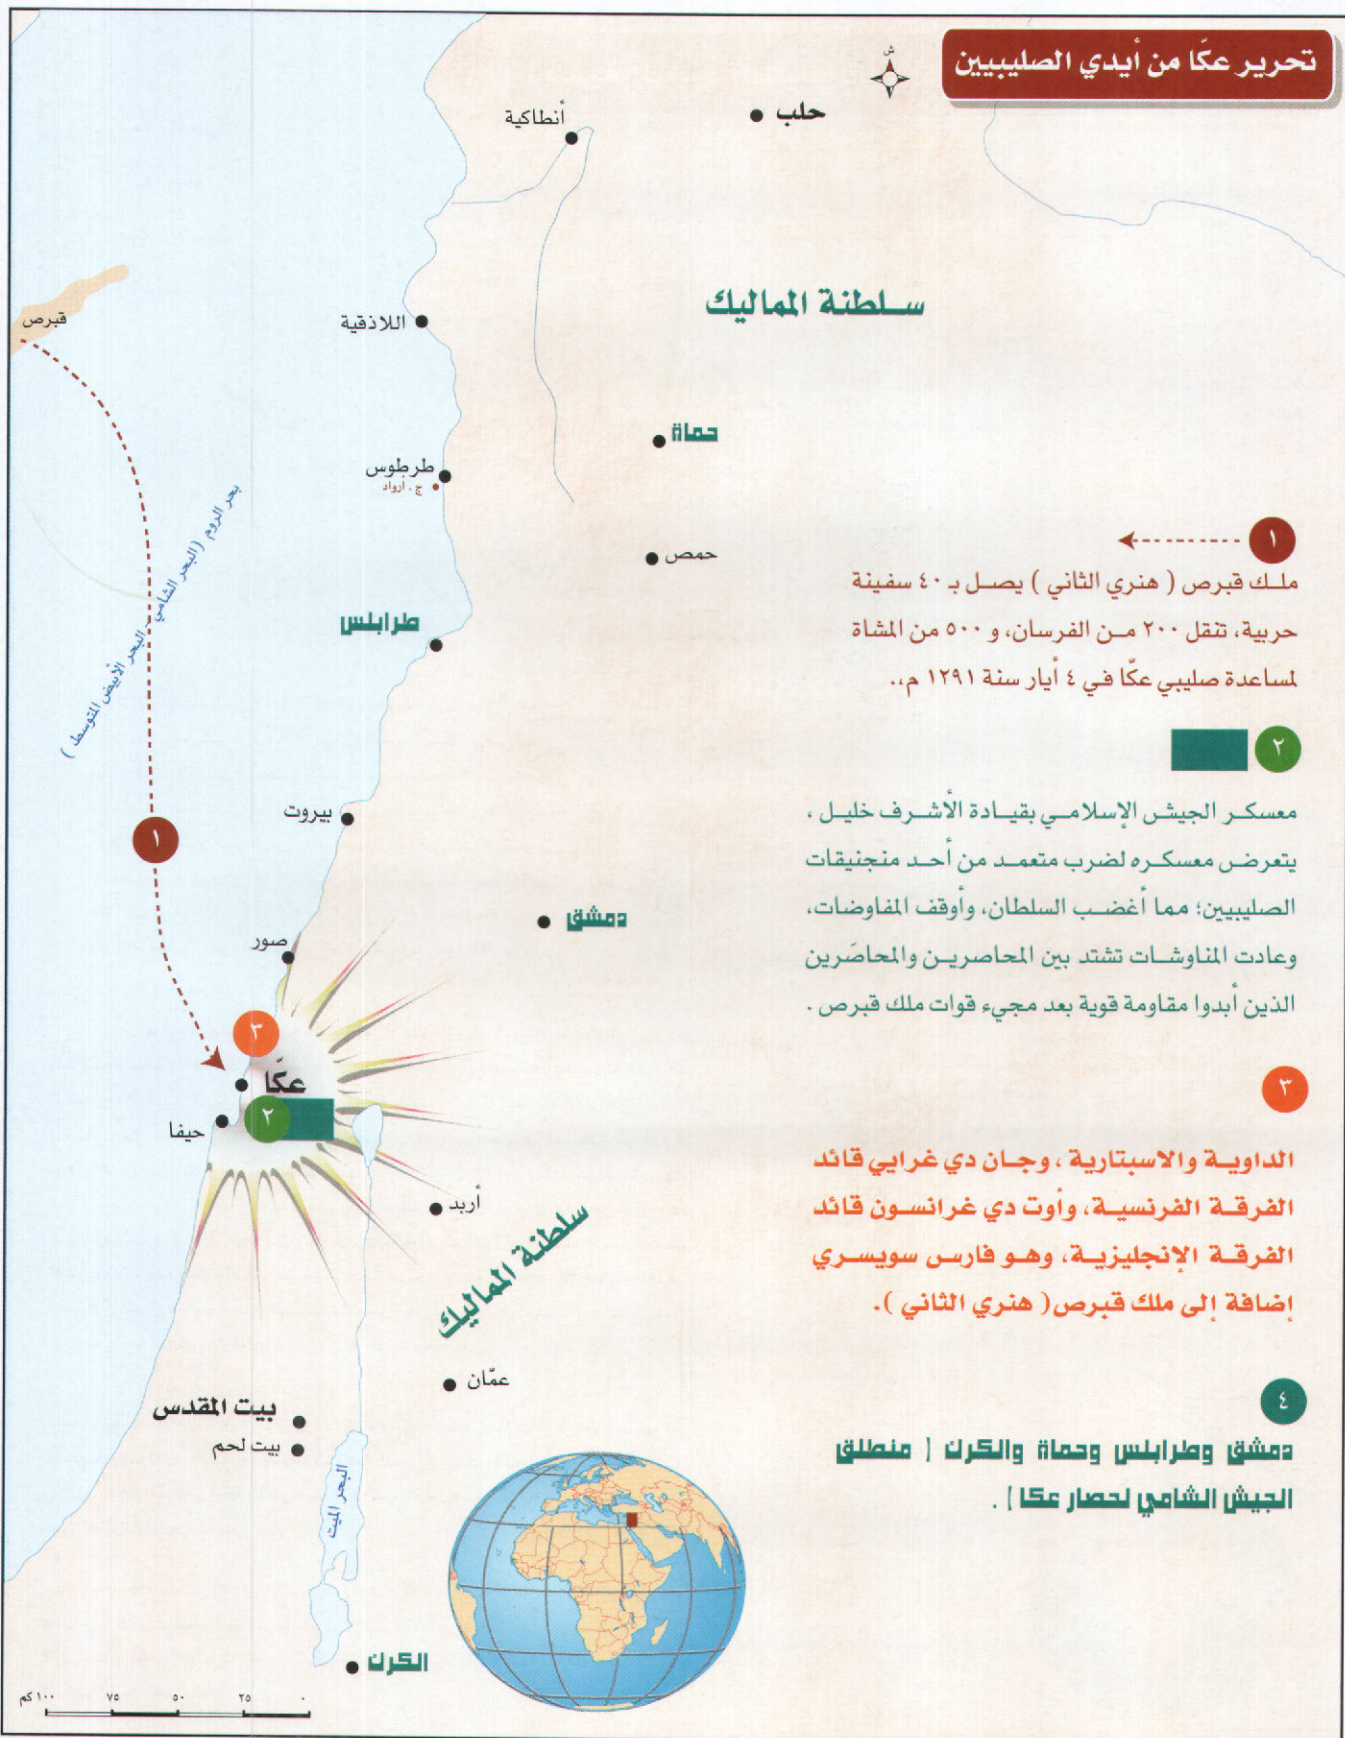 تحرير عكّا من أيدي الصليبيين
ش
حلب
أنطاكية
سلطنة المماليك
قبرص
اللاذقية
حماة
طرطوس
ج. أرواد
حمص
بحر الروم (البحر الشامي - البحر الأبيض المتوسط)
طرابلس
١
ملك قبرص ( هنري الثاني ) يصل بـ ٤٠ سفينة
حربية، تنقل ٢٠٠ من الفرسان، و ٥٠٠ من المشاة
لمساعدة صليبي عكّا في ٤ أيار سنة ١٢٩١ م.،
٢
معسكر الجيش الإسلامي بقيادة الأشرف خليل ،
يتعرض معسكره لضرب متعمد من أحد منجنيقات
الصليبيين؛ مما أغضب السلطان، وأوقف المفاوضات،
وعادت المناوشات تشتد بين المحاصرين والمحاصَرين
الذين أبدوا مقاومة قوية بعد مجيء قوات ملك قبرص .
بيروت
١
دمشق
صور
٣
عكّا
٢
حيفا
أربد
سلطنة المماليك
٣
الداوية والاسبتارية ، وجان دي غرايي قائد
الفرقة الفرنسية، وأوت دي غرانسون قائد
الفرقة الإنجليزية، وهو فارس سويسري
إضافة إلى ملك قبرص( هنري الثاني ).
عمّان
بيت المقدس
بيت لحم
البحر الميت
٤
دمشق وطرابلس وحماة والكرك ( منطلق
الجيش الشامي لحصار عكا ) .
الكرك
٠ ٢٥ ٥٠ ٧٥ ١٠٠ كم